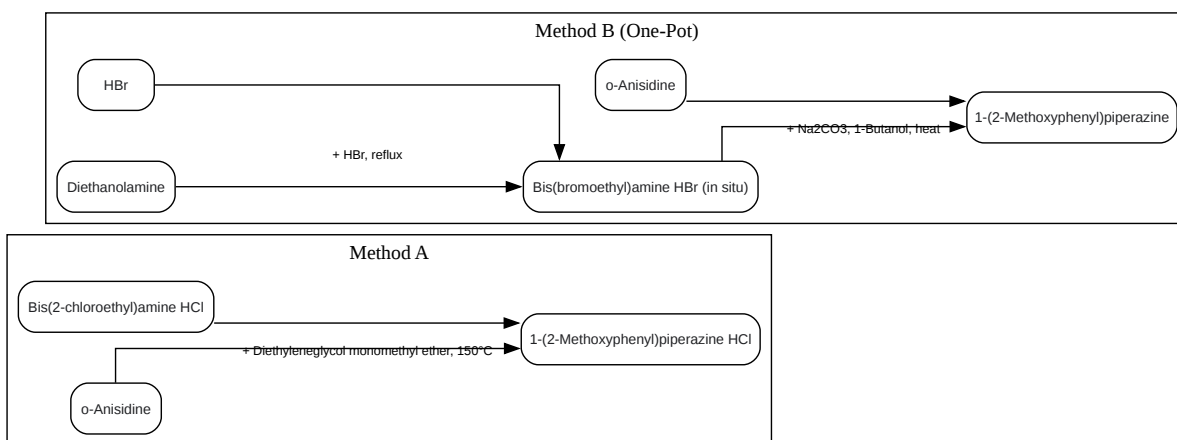 Method B (One-Pot)
HBr
o-Anisidine
1-(2-Methoxyphenyl)piperazine
+ Na2CO3, 1-Butanol, heat
+ HBr, reflux
Diethanolamine
Bis(bromoethyl)amine HBr (in situ)
Method A
Bis(2-chloroethyl)amine HCl
1-(2-Methoxyphenyl)piperazine HCl
+ Diethyleneglycol monomethyl ether, 150°C
o-Anisidine